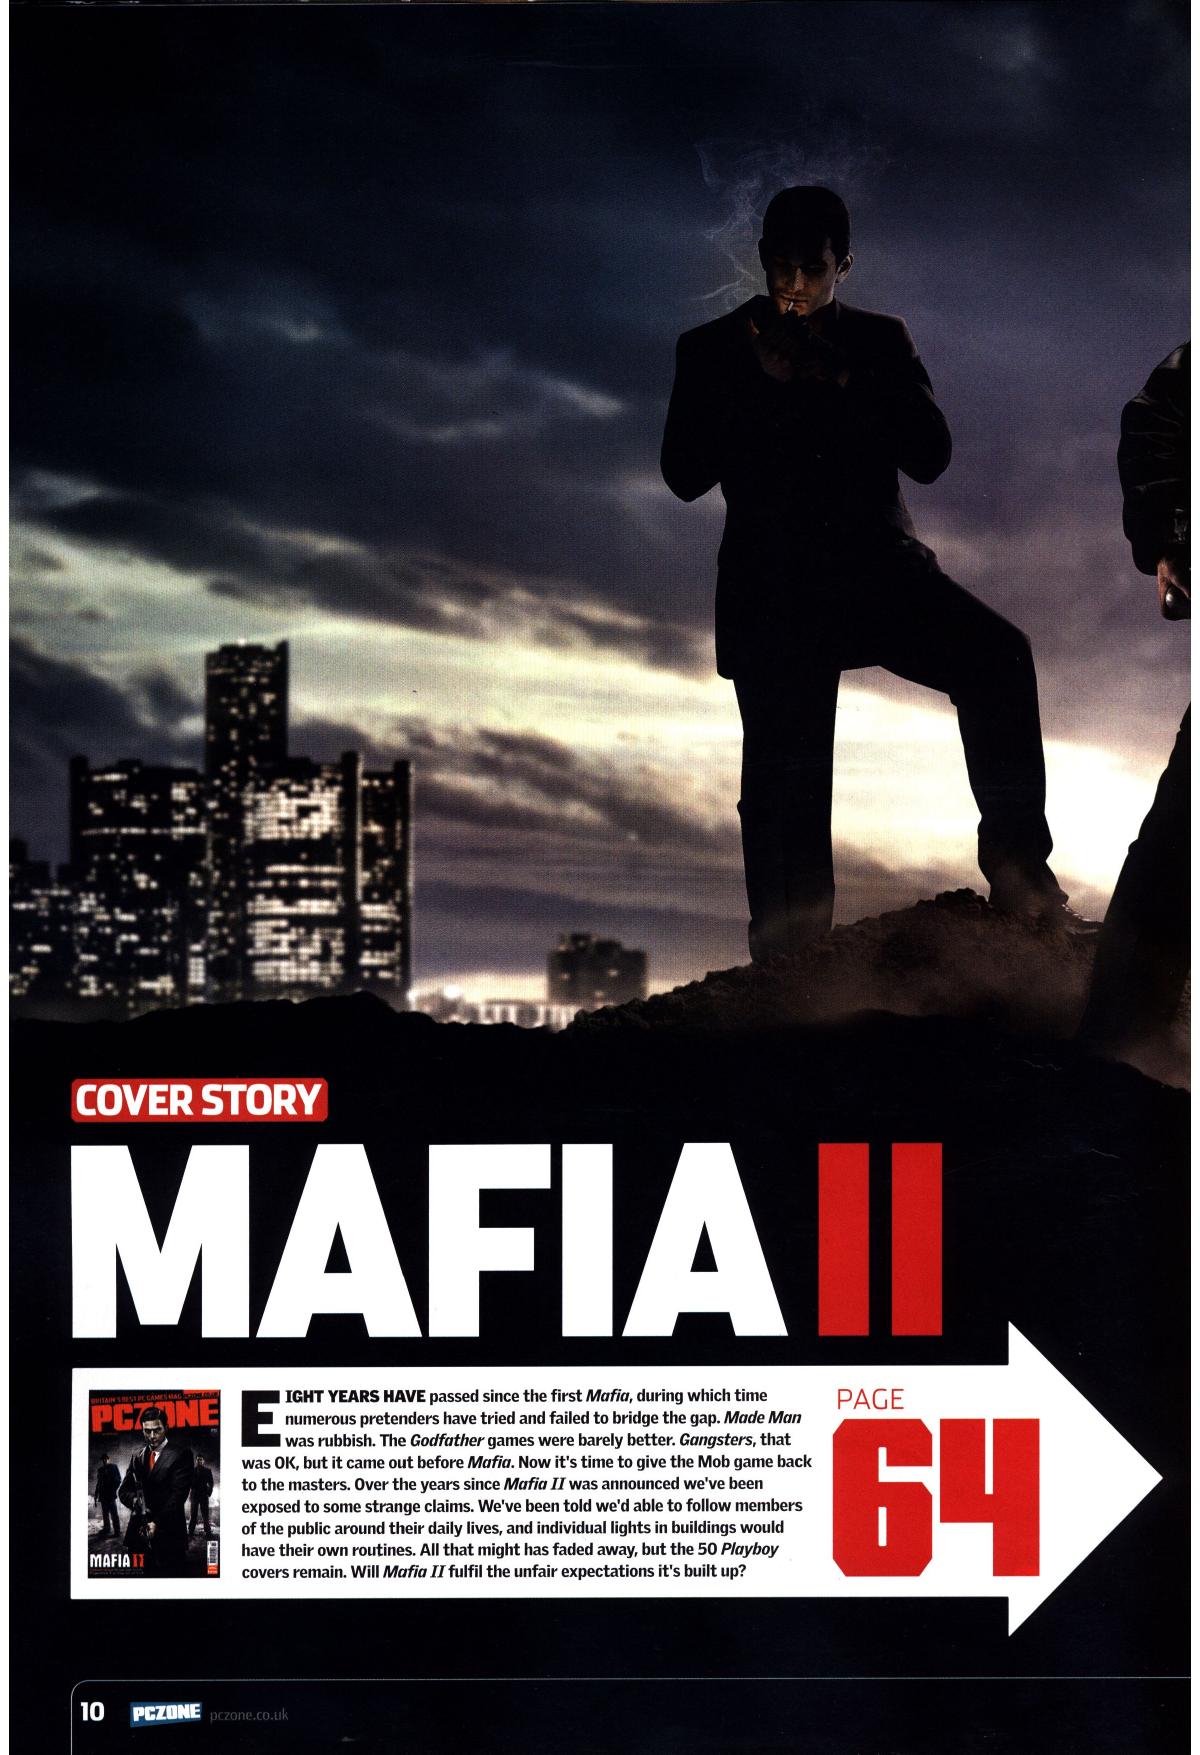 COVER STORY
MAFIA II
BRITAIN'S BEST PC GAMES MAG
PCZONE
MAFIA II
EIGHT YEARS HAVE passed since the first Mafia, during which time
numerous pretenders have tried and failed to bridge the gap. Made Man
was rubbish. The Godfather games were barely better. Gangsters, that
was OK, but it came out before Mafia. Now it's time to give the Mob game back
to the masters. Over the years since Mafia II was announced we've been
exposed to some strange claims. We've been told we'd able to follow members
of the public around their daily lives, and individual lights in buildings would
have their own routines. All that might has faded away, but the 50 Playboy
covers remain. Will Mafia II fulfil the unfair expectations it's built up?
PAGE
64
10 PCZONE pczone.co.uk